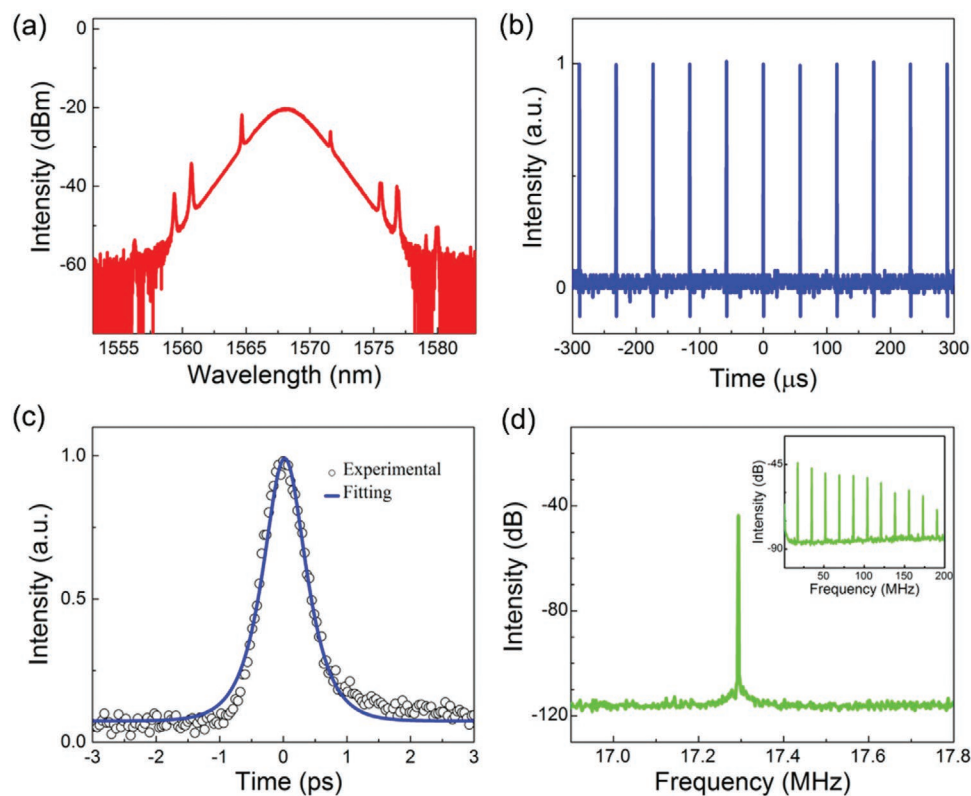 (a)
0
-20
-40
-60
Intensity (dBm)
1555 1560 1565 1570 1575 1580
Wavelength (nm)
(b)
1
0
Intensity (a.u.)
-300 -200 -100 0 100 200 300
Time (μs)
(c)
1.0
0.5
0.0
Intensity (a.u.)
Experimental
Fitting
-3 -2 -1 0 1 2 3
Time (ps)
(d)
-40
-80
-120
Intensity (dB)
-45
-90
Intensity (dB)
50 100 150 200
Frequency (MHz)
17.0 17.2 17.4 17.6 17.8
Frequency (MHz)